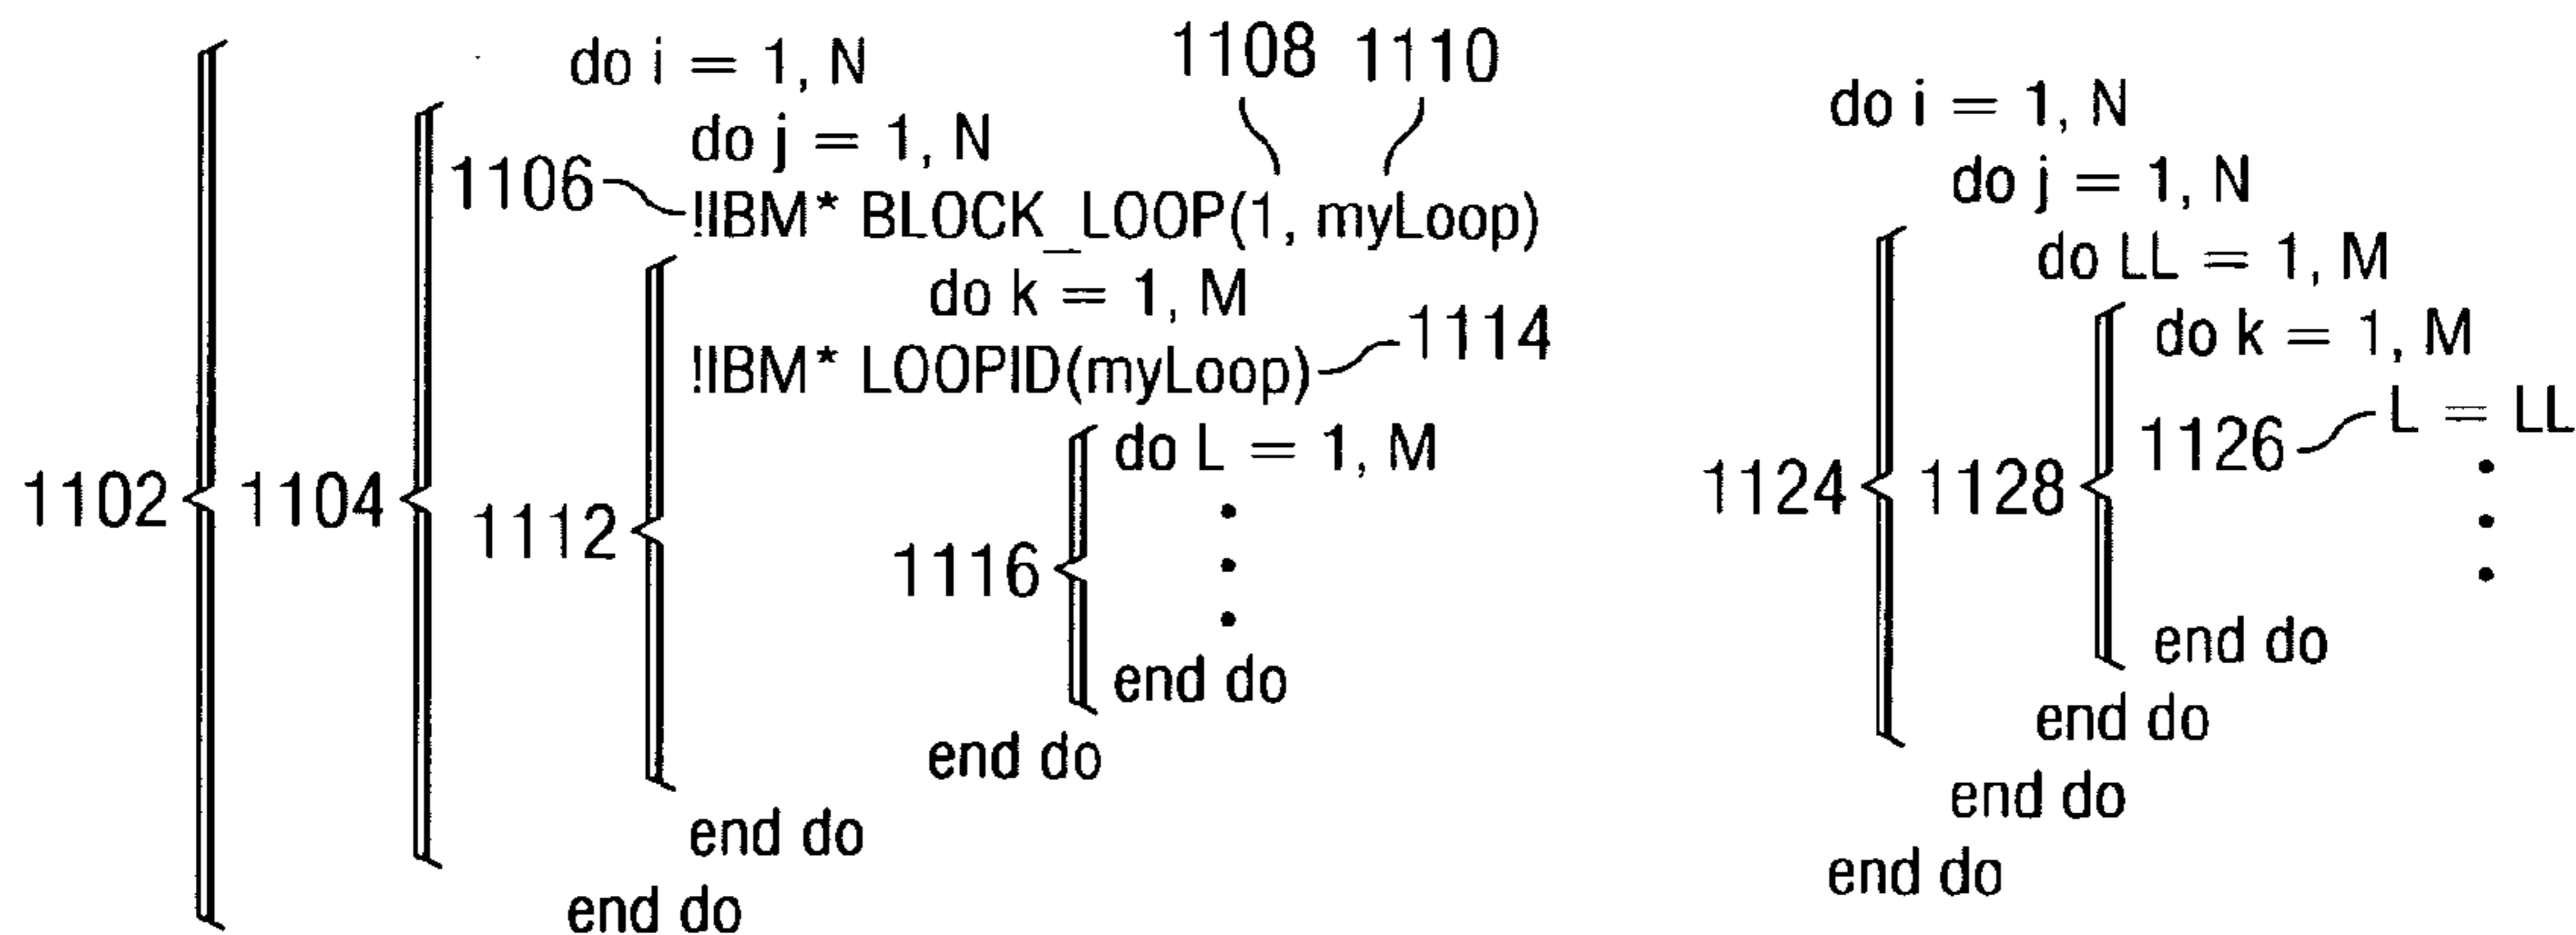 1108 1110
do i = 1, N
do j = 1, N
1106 !IBM* BLOCK_LOOP(1, myLoop)
do k = 1, M
!IBM* LOOPID(myLoop) 1114
do L = 1, M
1102 1104 1112 1116
end do
end do
end do
end do
do i = 1, N
do j = 1, N
do LL = 1, M
do k = 1, M
1126 L = LL
1124 1128
end do
end do
end do
end do